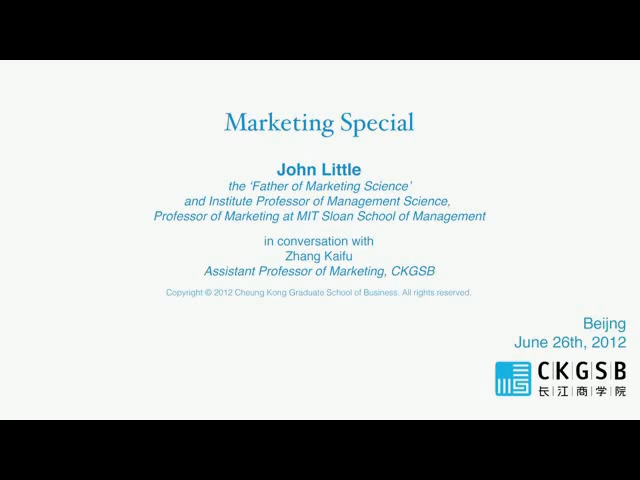 Marketing Special
John Little
the ‘Father of Marketing Science’
and Institute Professor of Management Science,
Professor of Marketing at MIT Sloan School of Management
in conversation with
Zhang Kaifu
Assistant Professor of Marketing, CKGSB
Copyright © 2012 Cheung Kong Graduate School of Business. All rights reserved.
Beijng
June 26th, 2012
CKGSB
长江商学院